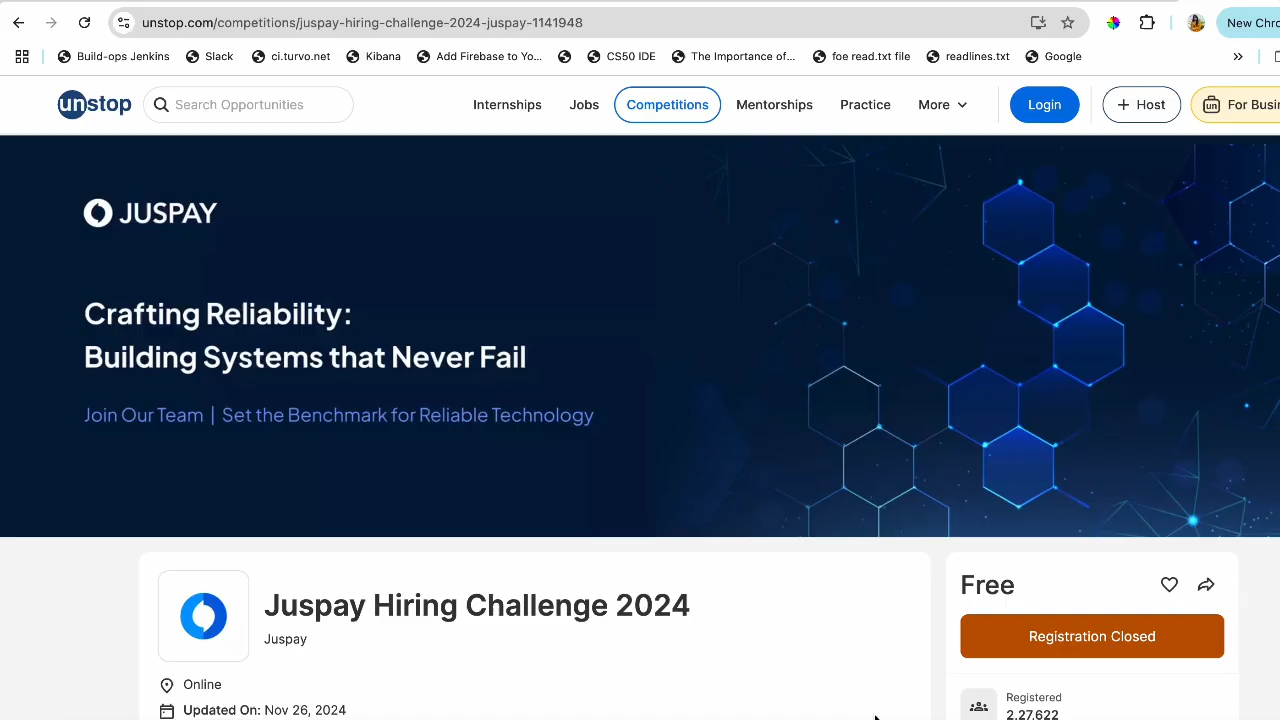 unstop.com/competitions/juspay-hiring-challenge-2024-juspay-1141948
New Chro
Build-ops Jenkins Slack ci.turvo.net Kibana Add Firebase to Yo... CS50 IDE The Importance of... foe read.txt file readlines.txt Google
unstop Search Opportunities Internships Jobs Competitions Mentorships Practice More Login + Host un For Busi
JUSPAY
Crafting Reliability:
Building Systems that Never Fail
Join Our Team | Set the Benchmark for Reliable Technology
Juspay Hiring Challenge 2024
Juspay
Online
Updated On: Nov 26, 2024
Free
Registration Closed
Registered
2,27,622